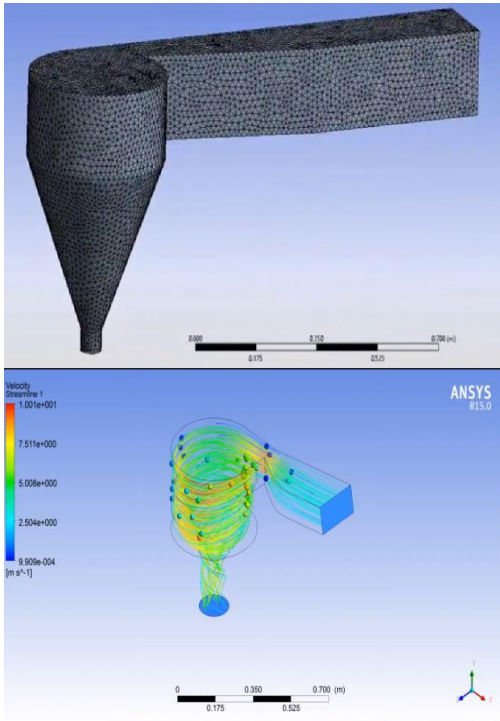 0.000 0.350 0.700 (m)
0.175 0.525
Velocity
Streamline 1
ANSYS
R15.0
1.001e+001
7.511e+000
5.008e+000
2.504e+000
9.909e-004
[m s^-1]
0 0.350 0.700 (m)
0.175 0.525